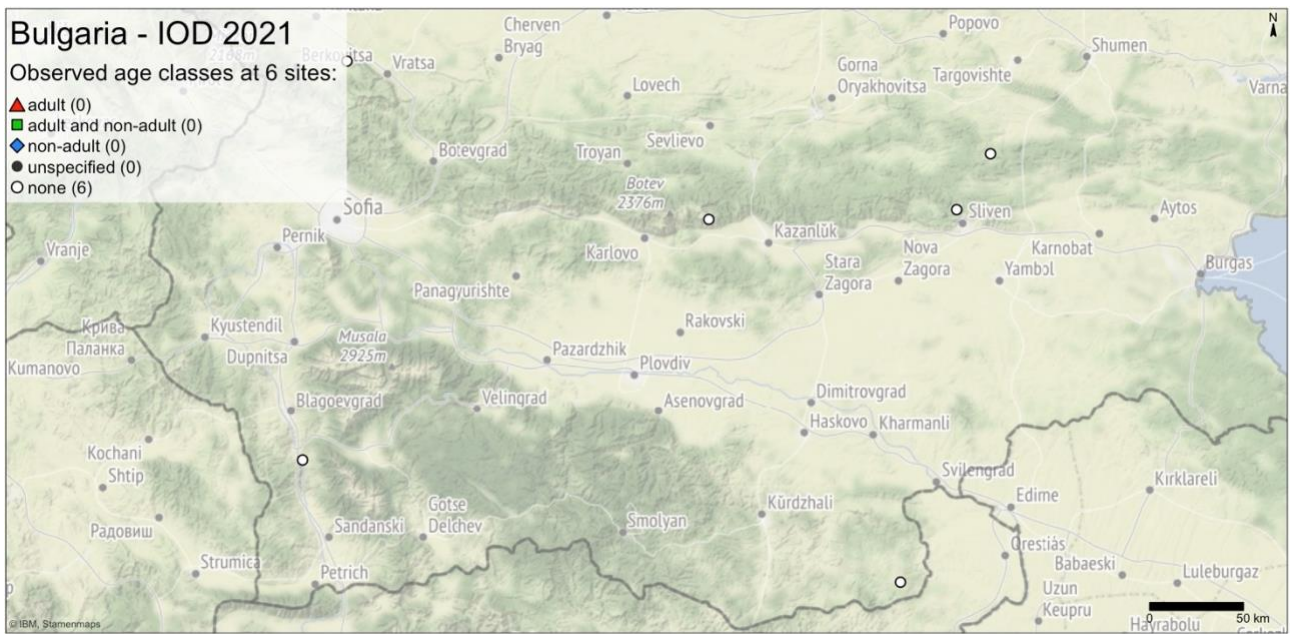 Bulgaria - IOD 2021
Observed age classes at 6 sites:
adult (0)
adult and non-adult (0)
non-adult (0)
unspecified (0)
none (6)
N
Cherven
Bryag
Popovo
Shumen
Berkovitsa
Vratsa
Gorna
Oryakhovitsa
Targovishte
Varna
Lovech
Sevlievo
Botevgrad
Troyan
Botev
2376m
Sofia
Sliven
Aytos
Pernik
Kazanlŭk
Karlovo
Nova
Zagora
Karnobat
Vranje
Stara
Zagora
Yambol
Burgas
Panagyurishte
Крива
Паланка
Kyustendil
Rakovski
Musala
2925m
Dupnitsa
Pazardzhik
Plovdiv
Kumanovo
Blagoevgrad
Velingrad
Asenovgrad
Dimitrovgrad
Haskovo
Kharmanli
Kochani
Shtip
Svilengrad
Kırklareli
Edirne
Радовиш
Gotse
Delchev
Sandanski
Smolyan
Kŭrdzhali
Orestiás
Strumica
Petrich
Babaeski
Luleburgaz
Uzun
Keupru
Hayrabolu
0 50 km
© IBM, Stamenmaps